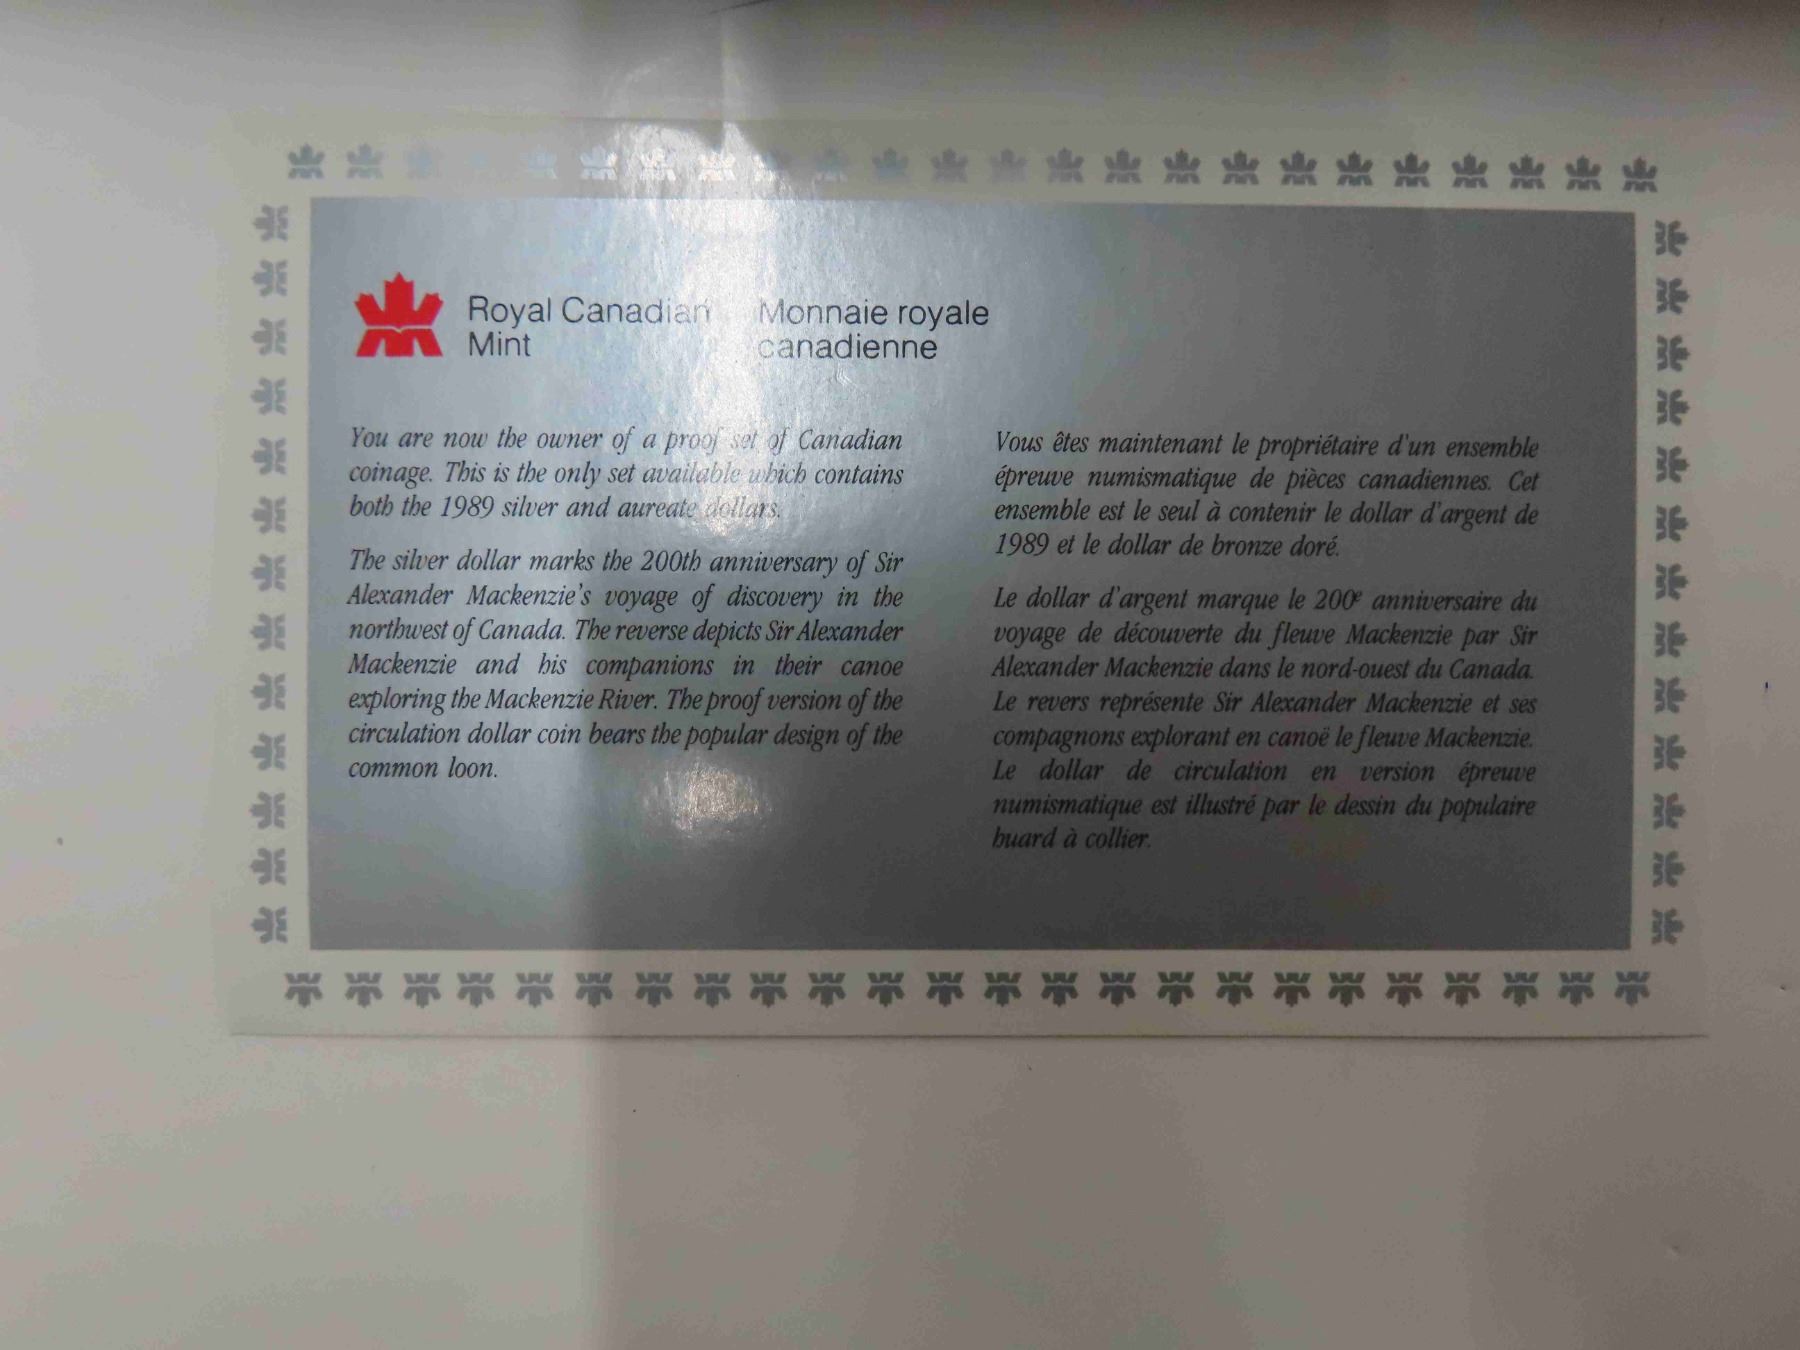 Royal Canadian
Mint
Monnaie royale
canadienne
You are now the owner of a proof set of Canadian
coinage. This is the only set available which contains
both the 1989 silver and aureate dollars.
The silver dollar marks the 200th anniversary of Sir
Alexander Mackenzie's voyage of discovery in the
northwest of Canada. The reverse depicts Sir Alexander
Mackenzie and his companions in their canoe
exploring the Mackenzie River. The proof version of the
circulation dollar coin bears the popular design of the
common loon.
Vous êtes maintenant le propriétaire d'un ensemble
épreuve numismatique de pièces canadiennes. Cet
ensemble est le seul à contenir le dollar d'argent de
1989 et le dollar de bronze doré.
Le dollar d'argent marque le 200e anniversaire du
voyage de découverte du fleuve Mackenzie par Sir
Alexander Mackenzie dans le nord-ouest du Canada.
Le revers représente Sir Alexander Mackenzie et ses
compagnons explorant en canoë le fleuve Mackenzie.
Le dollar de circulation en version épreuve
numismatique est illustré par le dessin du populaire
huard à collier.